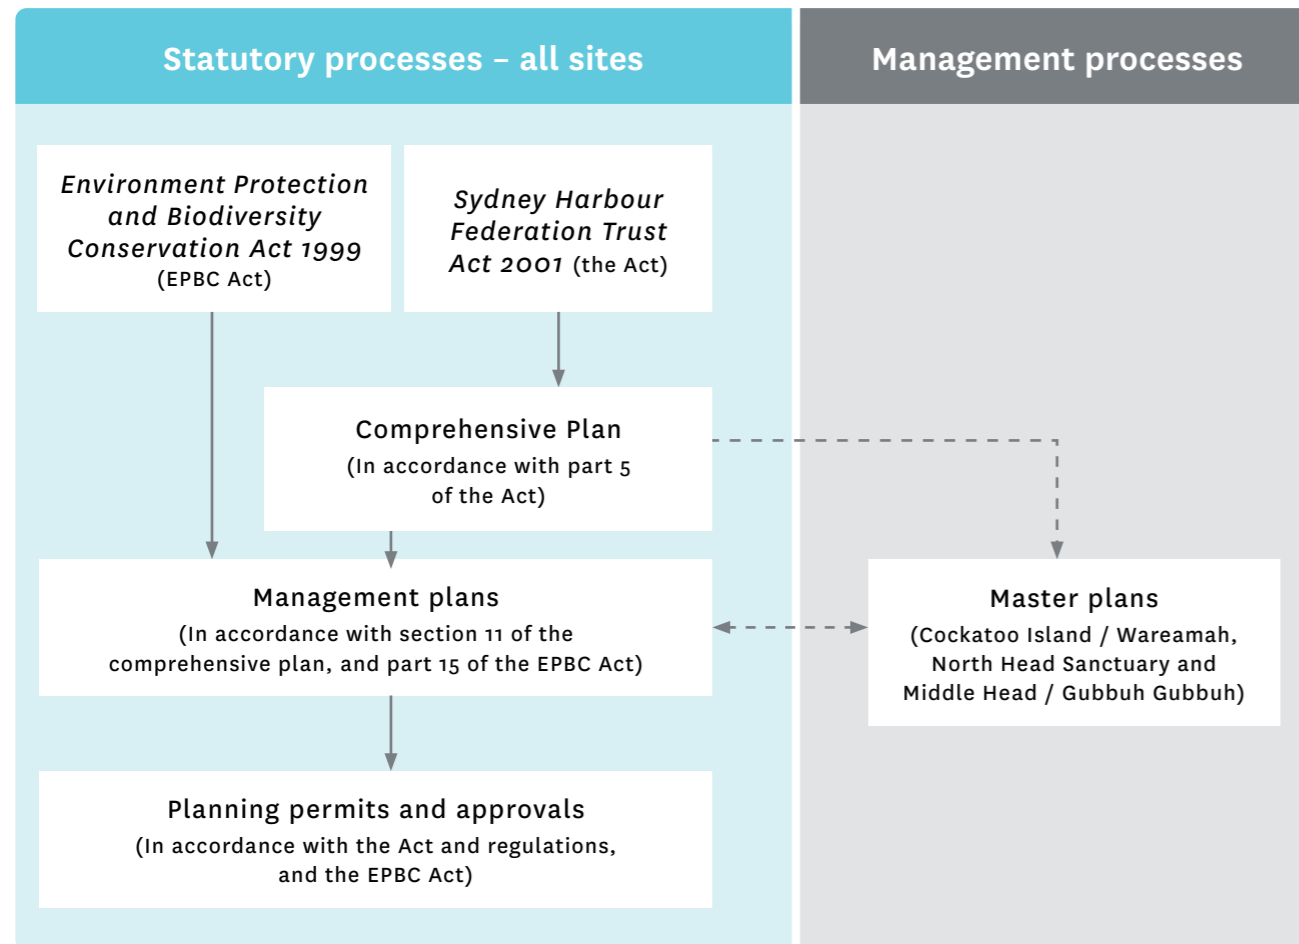 Statutory processes – all sites
Management processes
Environment Protection
and Biodiversity
Conservation Act 1999
(EPBC Act)
Sydney Harbour
Federation Trust
Act 2001 (the Act)
Comprehensive Plan
(In accordance with part 5
of the Act)
Management plans
(In accordance with section 11 of the
comprehensive plan, and part 15 of the EPBC Act)
Master plans
(Cockatoo Island / Wareamah,
North Head Sanctuary and
Middle Head / Gubbuh Gubbuh)
Planning permits and approvals
(In accordance with the Act and regulations,
and the EPBC Act)